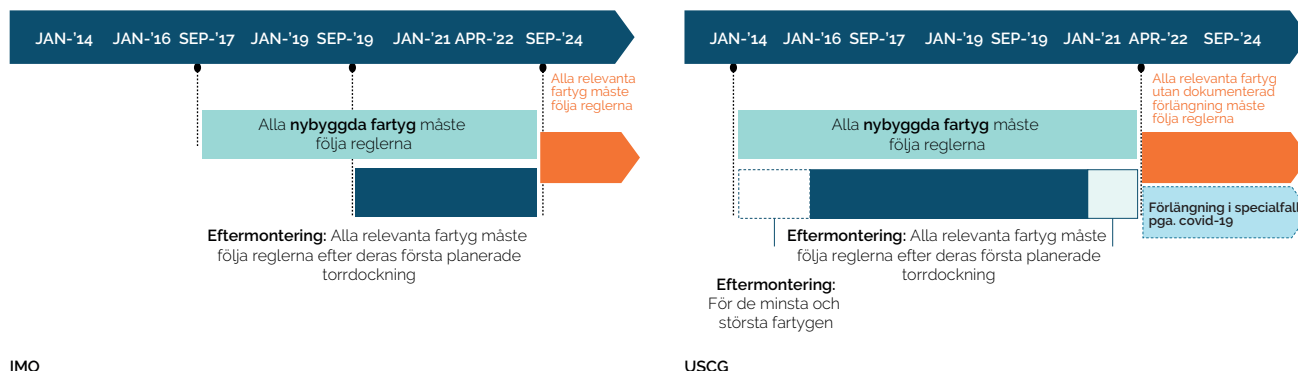 JAN-'14 JAN-'16 SEP-'17 JAN-'19 SEP-'19 JAN-'21 APR-'22 SEP-'24
Alla relevanta
fartyg måste
följa reglerna
Alla nybyggda fartyg måste
följa reglerna
Eftermontering: Alla relevanta fartyg måste
följa reglerna efter deras första planerade
torrdockning
IMO
JAN-'14 JAN-'16 SEP-'17 JAN-'19 SEP-'19 JAN-'21 APR-'22 SEP-'24
Alla relevanta fartyg
utan dokumenterad
förlängning måste
följa reglerna
Alla nybyggda fartyg måste
följa reglerna
Förlängning i specialfall
pga. covid-19
Eftermontering: Alla relevanta fartyg måste
följa reglerna efter deras första planerade
torrdockning
Eftermontering:
För de minsta och
största fartygen
USCG